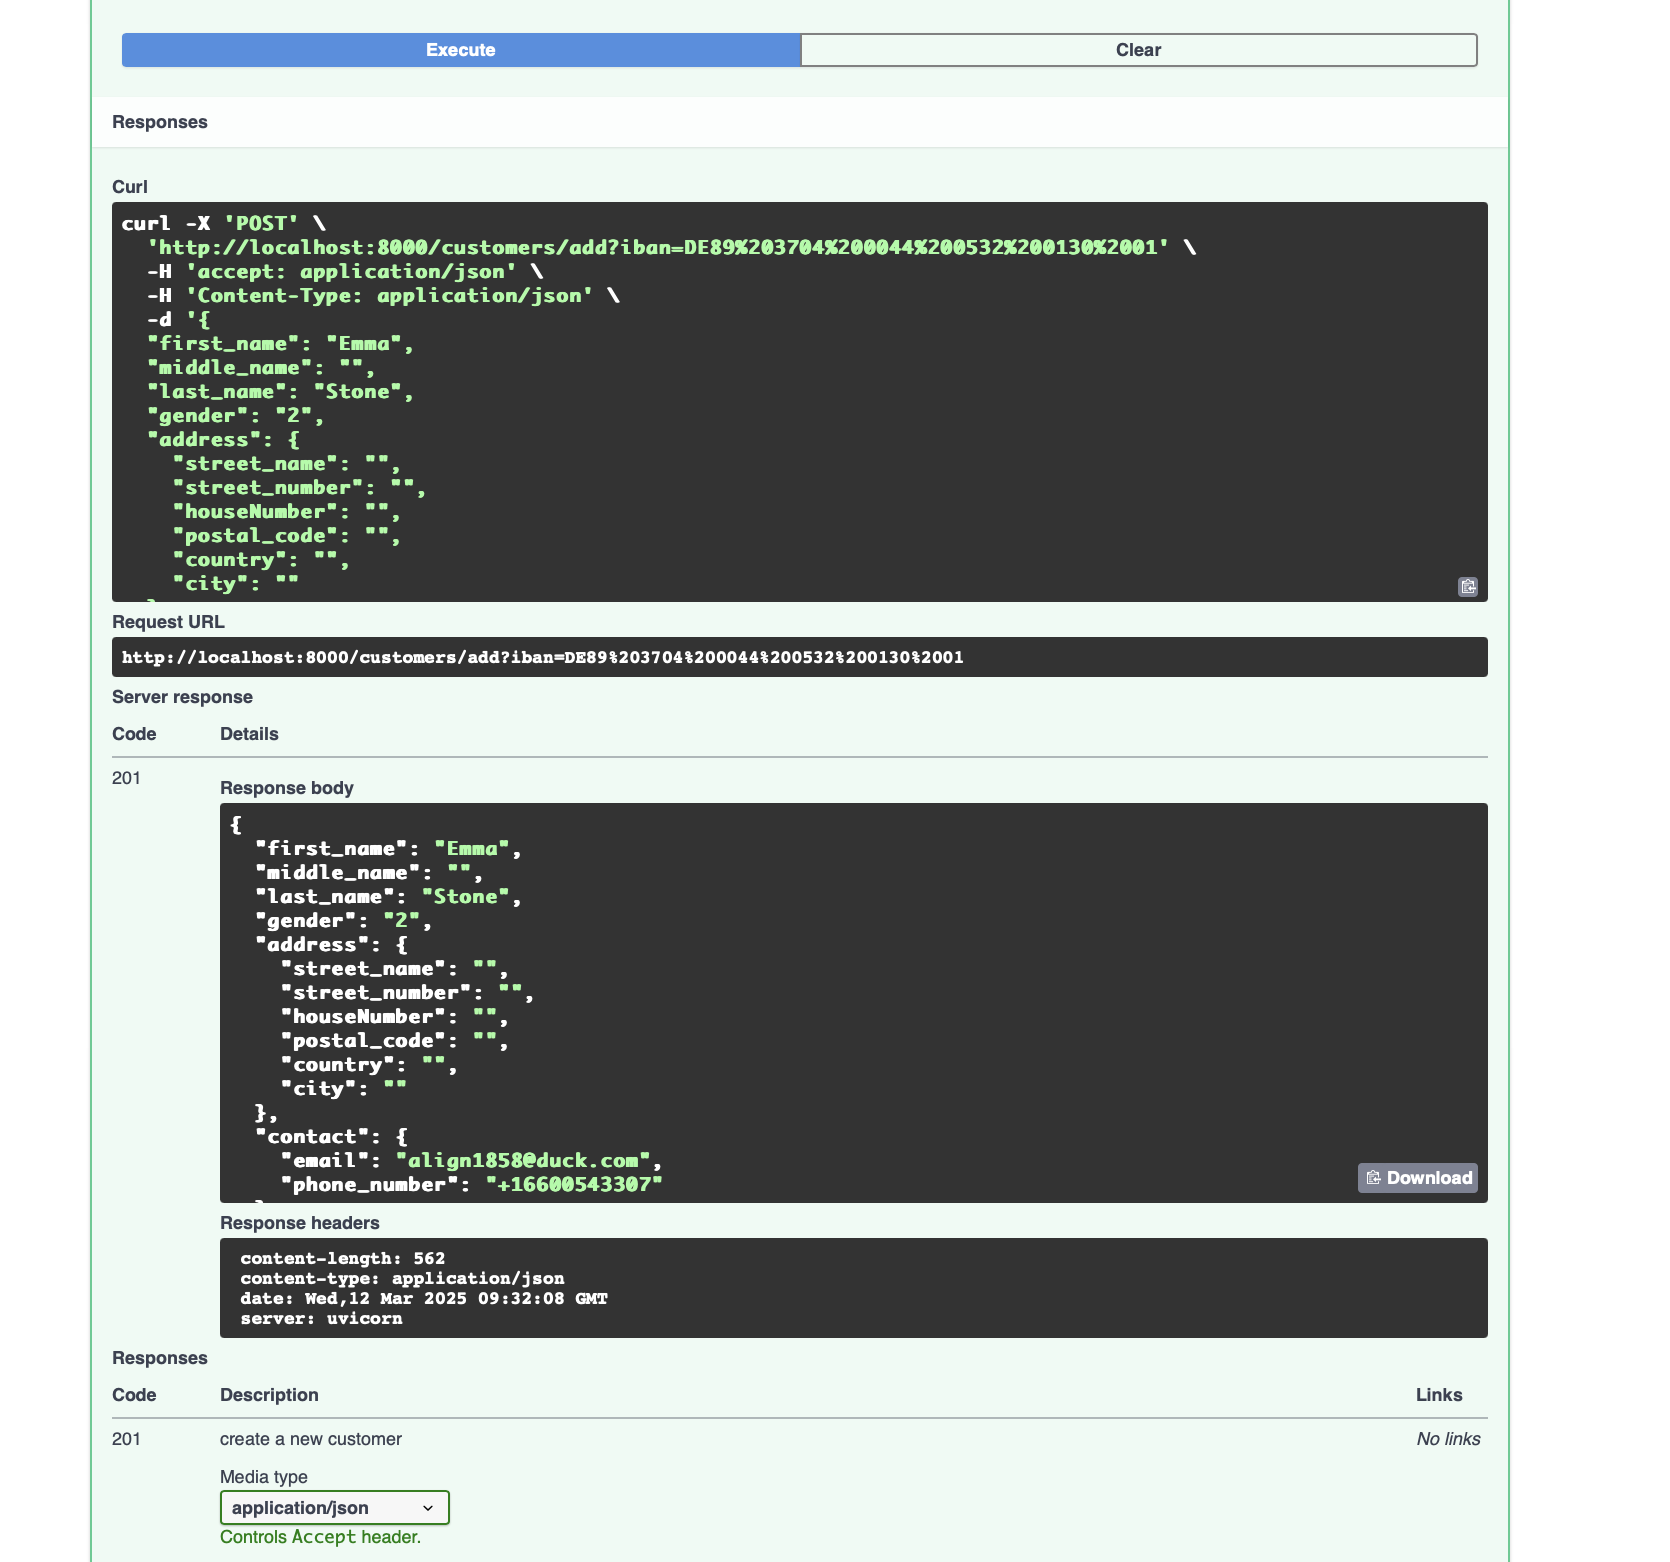 Execute
Clear
Responses
Curl
curl -X 'POST' \
'http://localhost:8000/customers/add?iban=DE89%203704%200044%200532%200130%2001' \
-H 'accept: application/json' \
-H 'Content-Type: application/json' \
-d '{
"first_name": "Emma",
"middle_name": "",
"last_name": "Stone",
"gender": "2",
"address": {
"street_name": "",
"street_number": "",
"houseNumber": "",
"postal_code": "",
"country": "",
"city": ""
Request URL
http://localhost:8000/customers/add?iban=DE89%203704%200044%200532%200130%2001
Server response
Code Details
201
Response body
{
"first_name": "Emma",
"middle_name": "",
"last_name": "Stone",
"gender": "2",
"address": {
"street_name": "",
"street_number": "",
"houseNumber": "",
"postal_code": "",
"country": "",
"city": ""
},
"contact": {
"email": "align1858@duck.com",
"phone_number": "+16600543307"
Download
Response headers
content-length: 562
content-type: application/json
date: Wed,12 Mar 2025 09:32:08 GMT
server: uvicorn
Responses
Code Description Links
201 create a new customer No links
Media type
application/json
Controls Accept header.